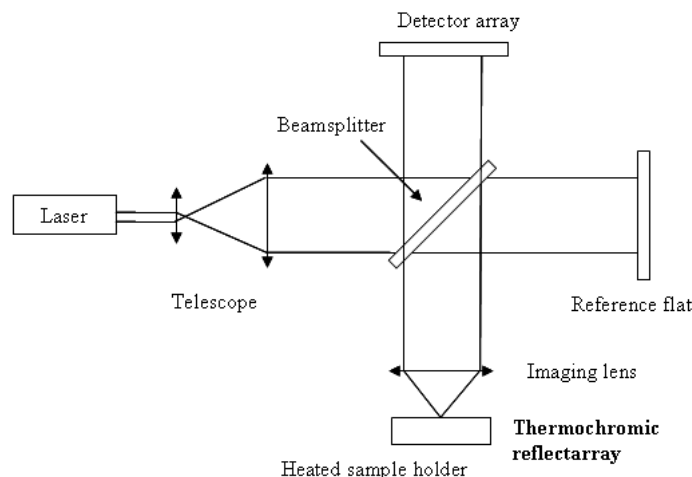 Detector array
Beamsplitter
Laser
Telescope
Reference flat
Imaging lens
Thermochromic
reflectarray
Heated sample holder